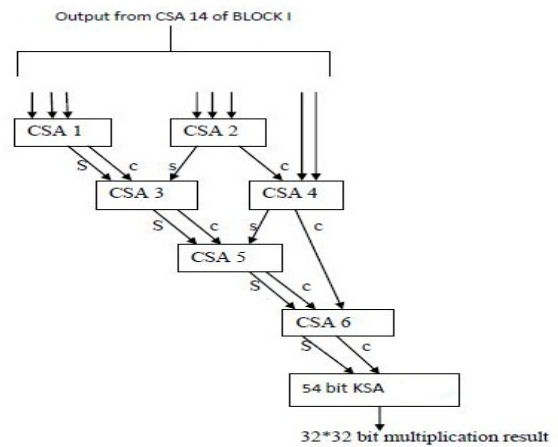 Output from CSA 14 of BLOCK I
CSA 1
CSA 2
S
c
s
c
CSA 3
CSA 4
S
c
s
c
CSA 5
S
c
CSA 6
S
c
54 bit KSA
32*32 bit multiplication result